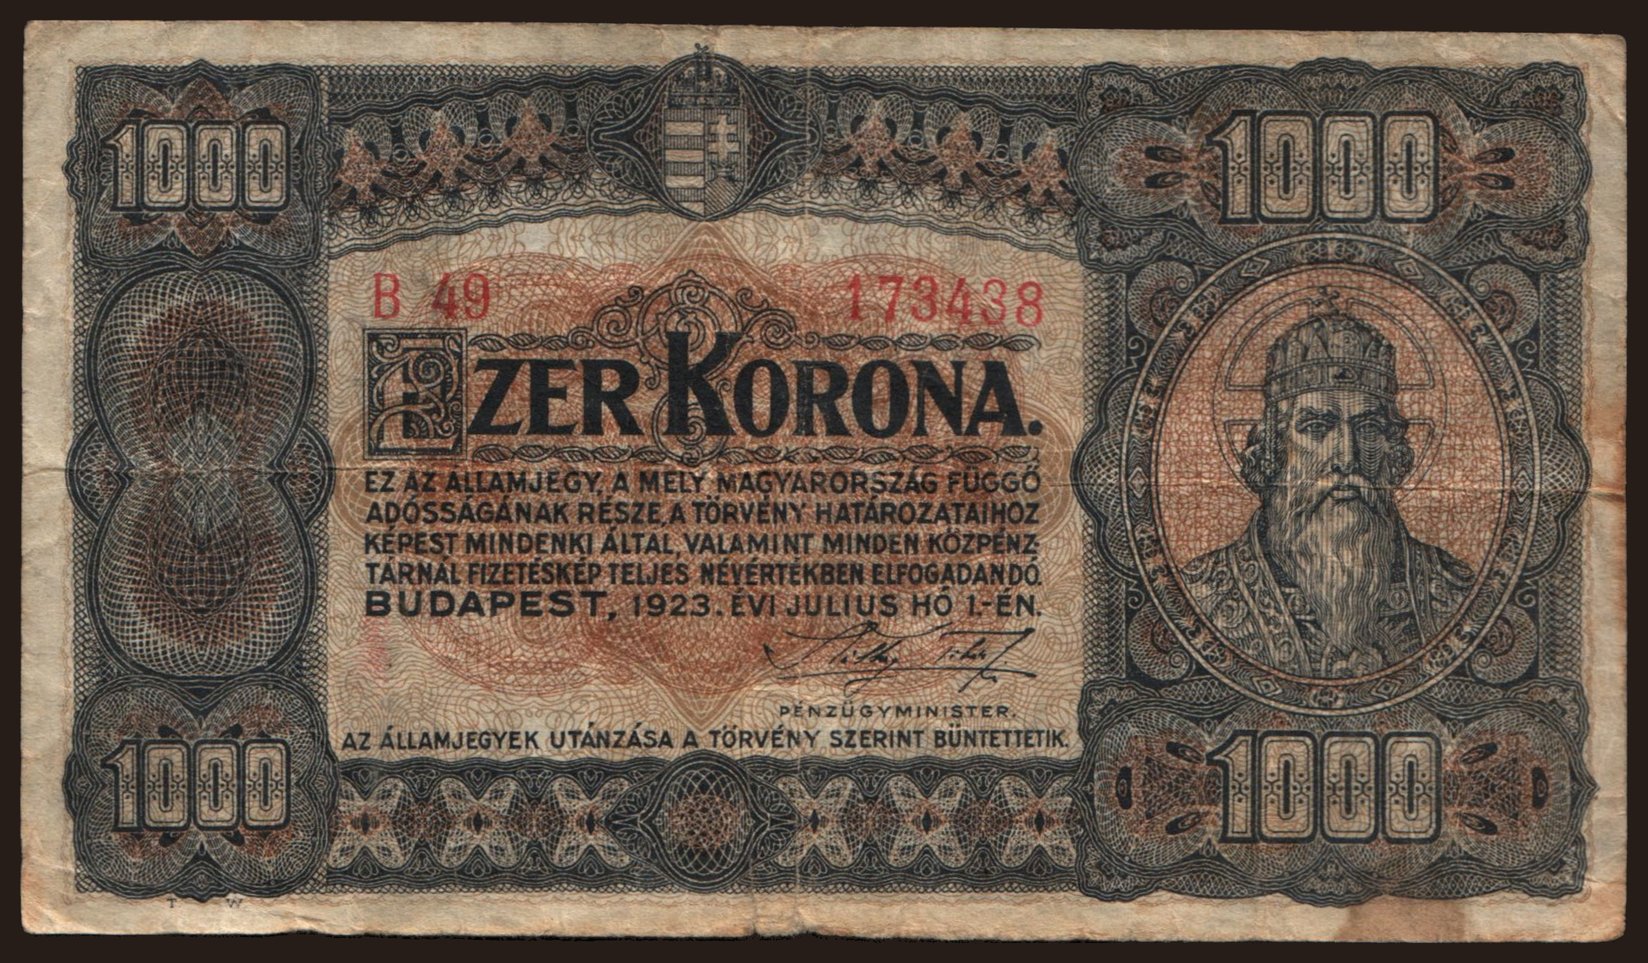 1000
1000
B 49 173438
EZER KORONA.
EZ AZ ÁLLAMJEGY, A MELY MAGYARORSZÁG FÜGGŐ
ADÓSSÁGÁNAK RÉSZE, A TÖRVÉNY HATÁROZATAIHOZ
KÉPEST MINDENKI ÁLTAL, VALAMINT MINDEN KÖZPÉNZ-
TÁRNÁL FIZETÉSKÉP TELJES NÉVÉRTÉKBEN ELFOGADANDÓ.
BUDAPEST, 1923. ÉVI JULIUS HÓ 1.-ÉN.
PÉNZÜGYMINISTER.
AZ ÁLLAMJEGYEK UTÁNZÁSA A TÖRVÉNY SZERINT BÜNTETTETIK.
1000
1000
T W